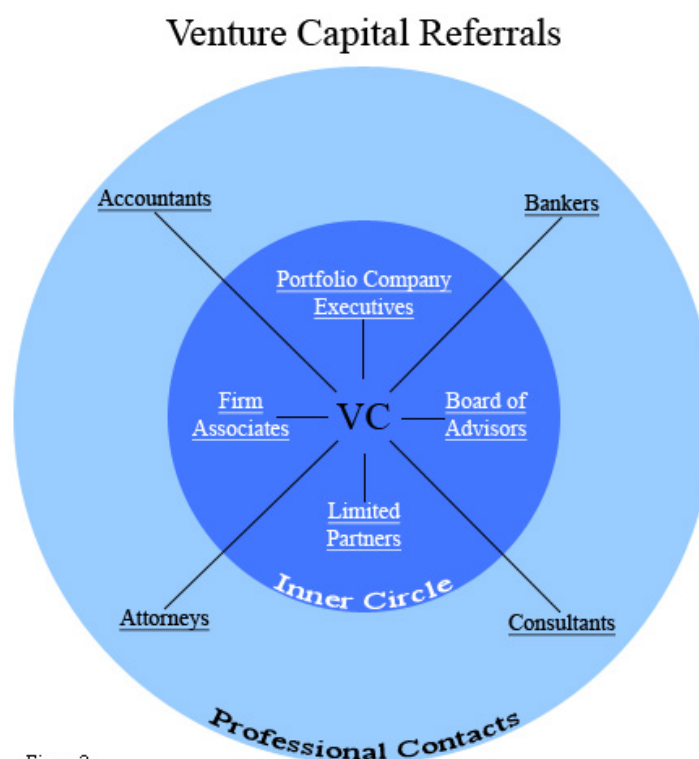 Venture Capital Referrals
Accountants
Bankers
Portfolio Company
Executives
Firm
Associates
VC
Board of
Advisors
Limited
Partners
Inner Circle
Attorneys
Consultants
Professional Contacts